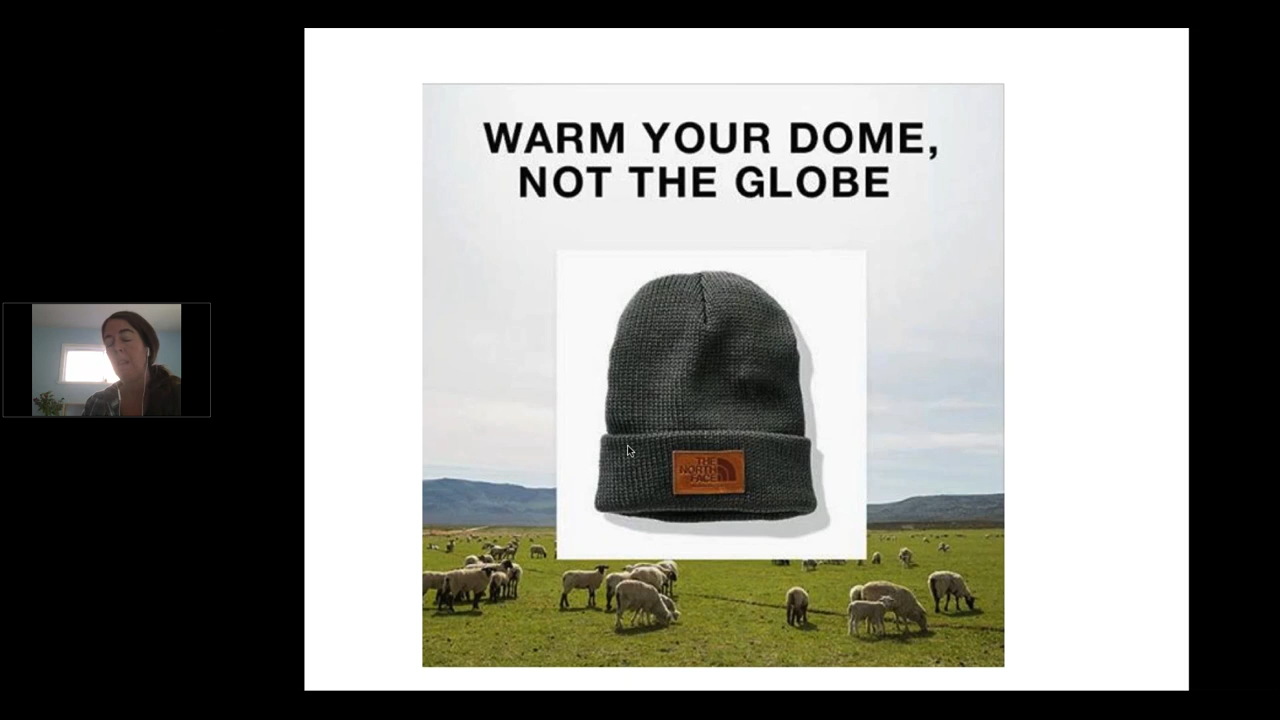 WARM YOUR DOME,
NOT THE GLOBE
THE
NORTH
FACE